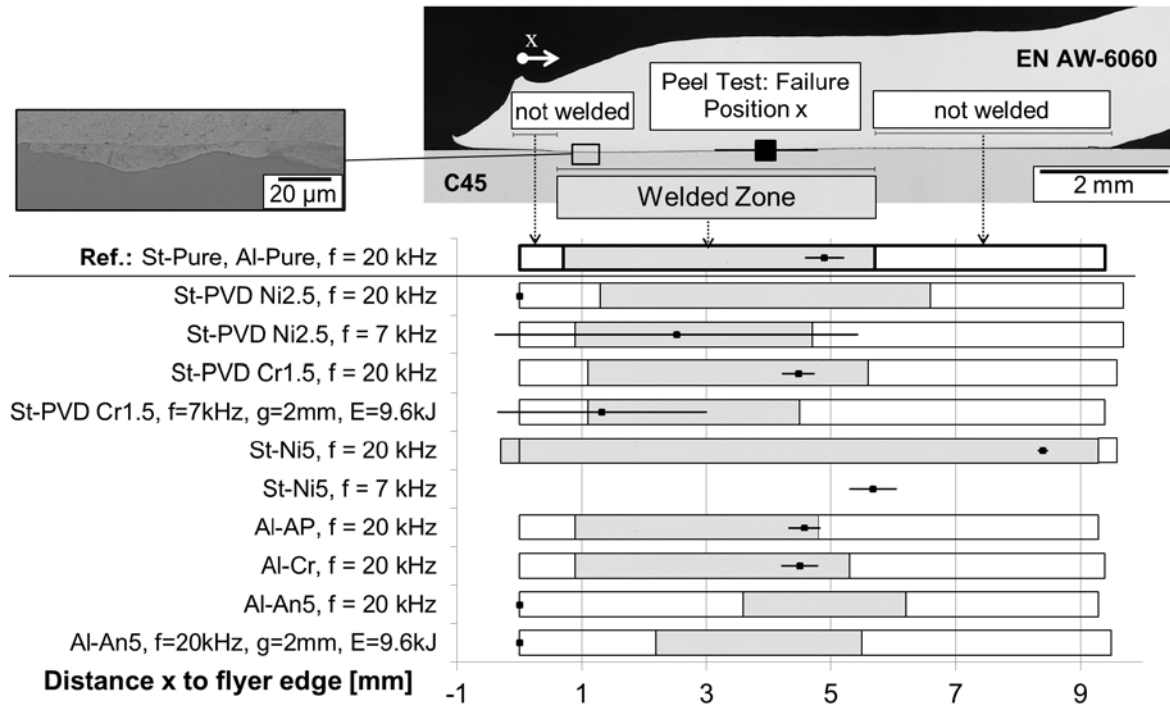 x
EN AW-6060
Peel Test: Failure
Position x
not welded
not welded
20 µm
C45
2 mm
Welded Zone
Ref.: St-Pure, Al-Pure, f = 20 kHz
St-PVD Ni2.5, f = 20 kHz
St-PVD Ni2.5, f = 7 kHz
St-PVD Cr1.5, f = 20 kHz
St-PVD Cr1.5, f=7kHz, g=2mm, E=9.6kJ
St-Ni5, f = 20 kHz
St-Ni5, f = 7 kHz
Al-AP, f = 20 kHz
Al-Cr, f = 20 kHz
Al-An5, f = 20 kHz
Al-An5, f=20kHz, g=2mm, E=9.6kJ
Distance x to flyer edge [mm]
-1 1 3 5 7 9